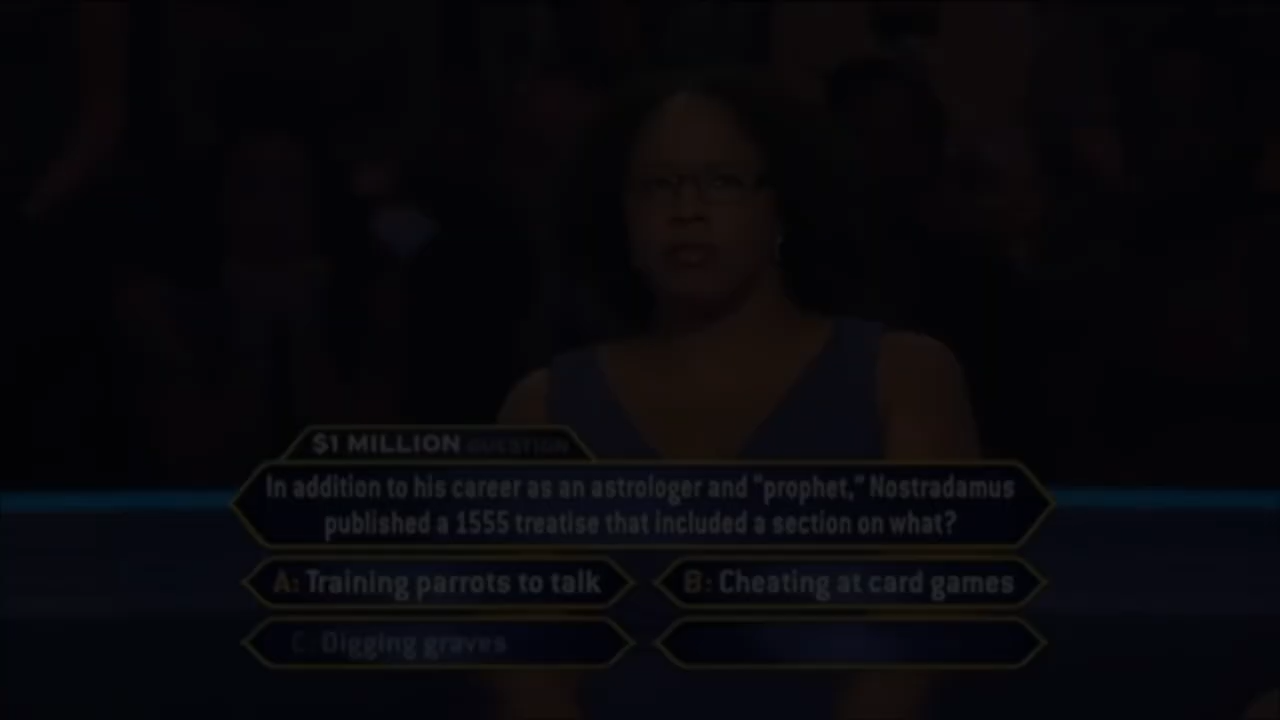 $1 MILLION QUESTION
In addition to his career as an astrologer and "prophet," Nostradamus
published a 1555 treatise that included a section on what?
A: Training parrots to talk
B: Cheating at card games
C: Digging graves